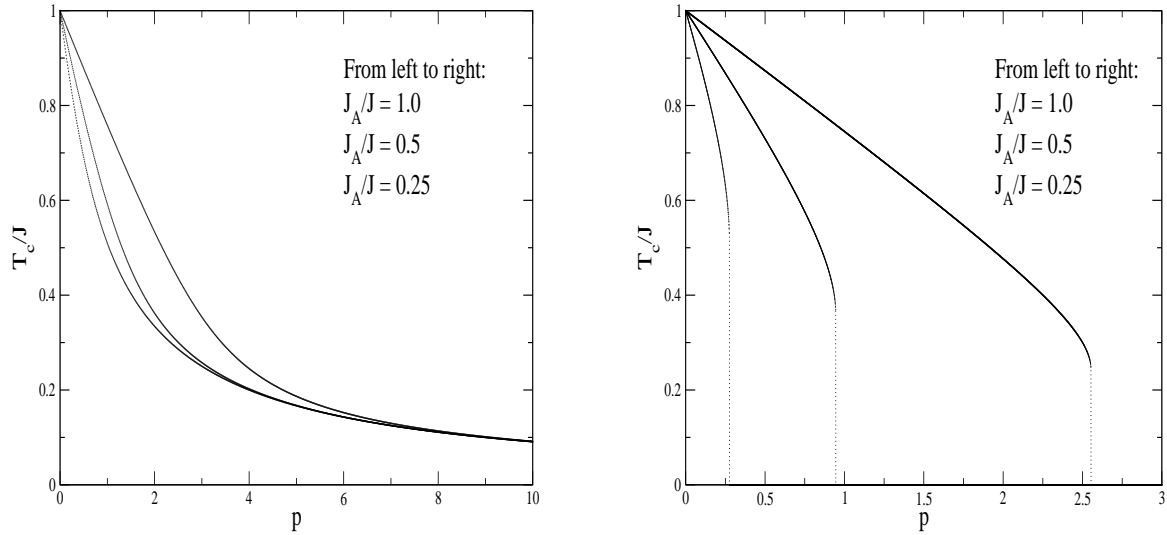 1
0.8
0.6
0.4
0.2
0
T_c/J
0 2 4 6 8 10
p
From left to right:
J_A/J = 1.0
J_A/J = 0.5
J_A/J = 0.25
1
0.8
0.6
0.4
0.2
0
T_c/J
0 0.5 1 1.5 2 2.5 3
p
From left to right:
J_A/J = 1.0
J_A/J = 0.5
J_A/J = 0.25